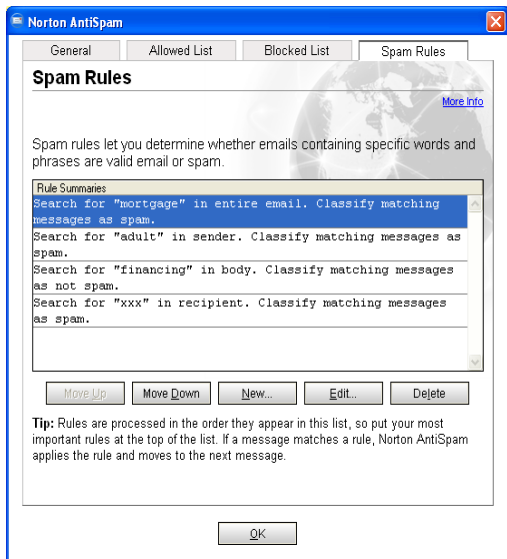 Norton AntiSpam
General
Allowed List
Blocked List
Spam Rules
Spam Rules
More Info
Spam rules let you determine whether emails containing specific words and
phrases are valid email or spam.
Rule Summaries
Search for "mortgage" in entire email. Classify matching
messages as spam.
Search for "adult" in sender. Classify matching messages as
spam.
Search for "financing" in body. Classify matching messages
as not spam.
Search for "xxx" in recipient. Classify matching messages
as spam.
Move Up
Move Down
New...
Edit...
Delete
Tip: Rules are processed in the order they appear in this list, so put your most
important rules at the top of the list. If a message matches a rule, Norton AntiSpam
applies the rule and moves to the next message.
OK